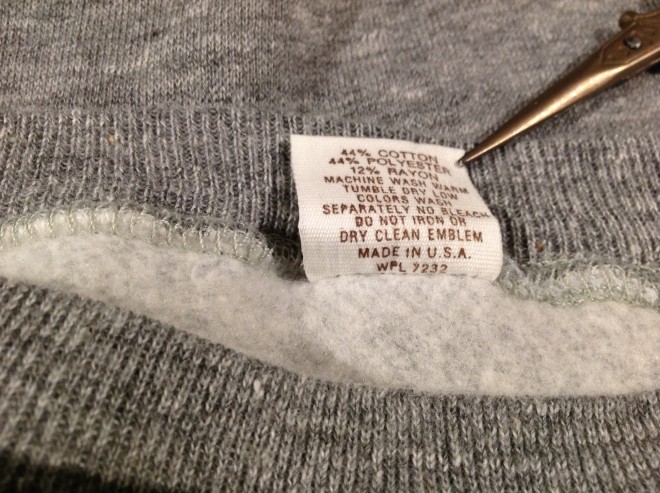 44% COTTON
44% POLYESTER
12% RAYON
MACHINE WASH WARM
TUMBLE DRY LOW
COLORS WASH
SEPARATELY NO BLEACH
DO NOT IRON OR
DRY CLEAN EMBLEM
MADE IN U.S.A.
WPL 7232